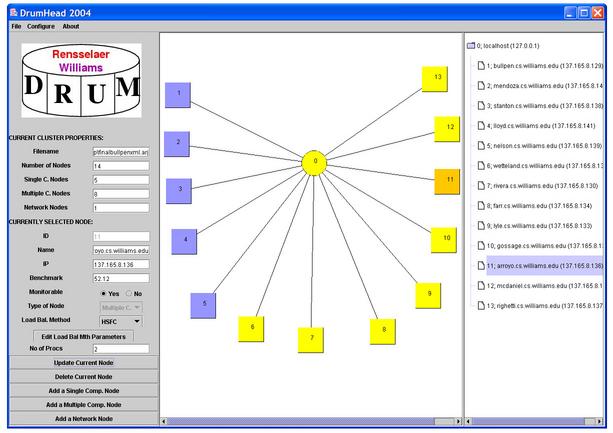 DrumHead 2004
File Configure About
Rensselaer
Williams
DRUM
CURRENT CLUSTER PROPERTIES:
Filename ptfinalbullpenxml.arj
Number of Nodes 14
Single C. Nodes 5
Multiple C. Nodes 8
Network Nodes 1
CURRENTLY SELECTED NODE:
ID 11
Name oyo.cs.williams.edu
IP 137.165.8.136
Benchmark 52.12
Monitorable Yes No
Type of Node Multiple C.
Load Bal. Method HSFC
Edit Load Bal Mth Parameters
No of Procs 2
Update Current Node
Delete Current Node
Add a Single Comp. Node
Add a Multiple Comp. Node
Add a Network Node
0
1
2
3
4
5
6
7
8
9
10
11
12
13
0; localhost (127.0.0.1)
1; bullpen.cs.williams.edu (137.165.8.129)
2; mendoza.cs.williams.edu (137.165.8.
3; stanton.cs.williams.edu (137.165.8.138)
4; lloyd.cs.williams.edu (137.165.8.141)
5; nelson.cs.williams.edu (137.165.8.139)
6; wetteland.cs.williams.edu (137.165.8.13
7; rivera.cs.williams.edu (137.165.8.130)
8; farr.cs.williams.edu (137.165.8.134)
9; lyle.cs.williams.edu (137.165.8.133)
10; gossage.cs.williams.edu (137.165.8.13
11; arroyo.cs.williams.edu (137.165.8.136)
12; mcdaniel.cs.williams.edu (137.165.8.
13; righetti.cs.williams.edu (137.165.8.137